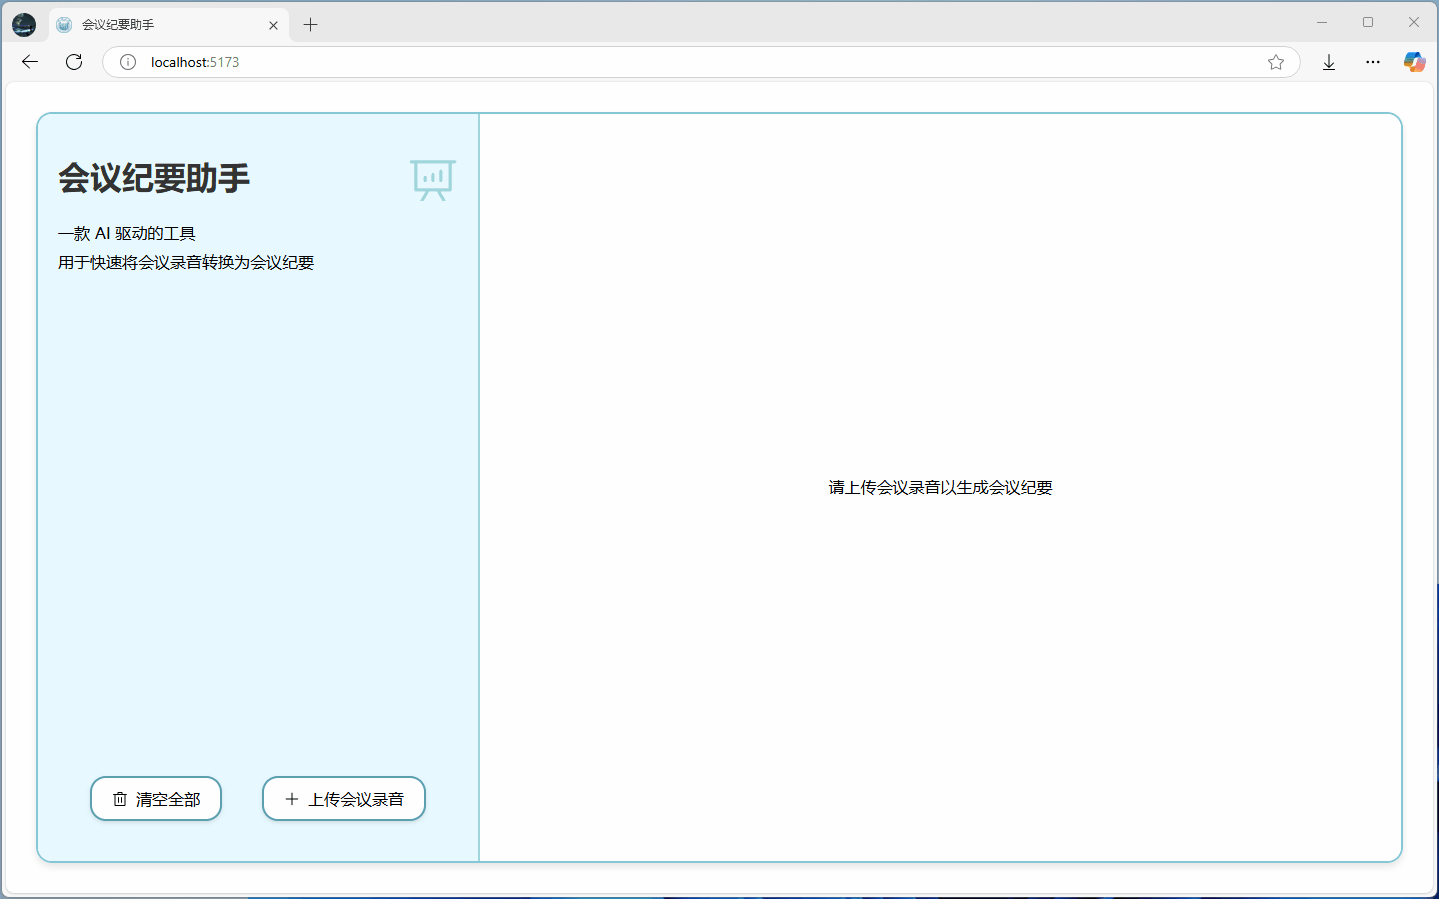 会议纪要助手
localhost:5173
会议纪要助手
一款 AI 驱动的工具
用于快速将会议录音转换为会议纪要
请上传会议录音以生成会议纪要
清空全部
上传会议录音